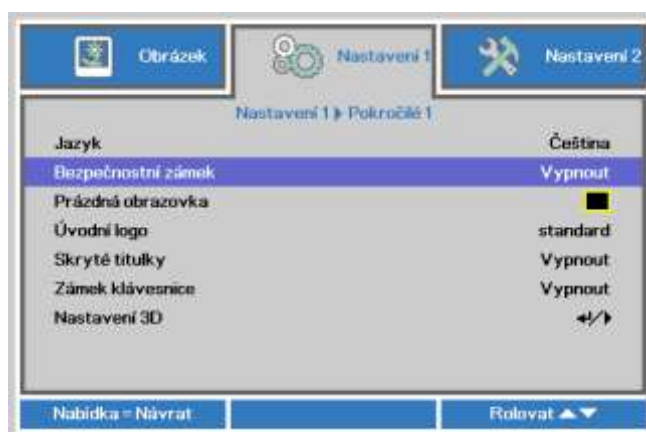 Obrázek Nastavení 1 Nastavení 2
Nastavení 1 Pokročilé 1
Jazyk Čeština
Bezpečnostní zámek Vypnout
Prázdná obrazovka
Úvodní logo standard
Skryté titulky Vypnout
Zámek klávesnice Vypnout
Nastavení 3D
Nabídka = Návrat Rolovat